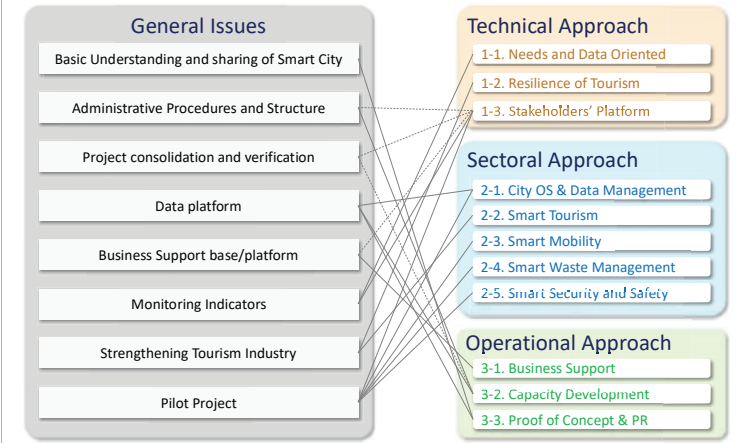 General Issues
Basic Understanding and sharing of Smart City
Administrative Procedures and Structure
Project consolidation and verification
Data platform
Business Support base/platform
Monitoring Indicators
Strengthening Tourism Industry
Pilot Project
Technical Approach
1-1. Needs and Data Oriented
1-2. Resilience of Tourism
1-3. Stakeholders' Platform
Sectoral Approach
2-1. City OS & Data Management
2-2. Smart Tourism
2-3. Smart Mobility
2-4. Smart Waste Management
2-5. Smart Security and Safety
Operational Approach
3-1. Business Support
3-2. Capacity Development
3-3. Proof of Concept & PR